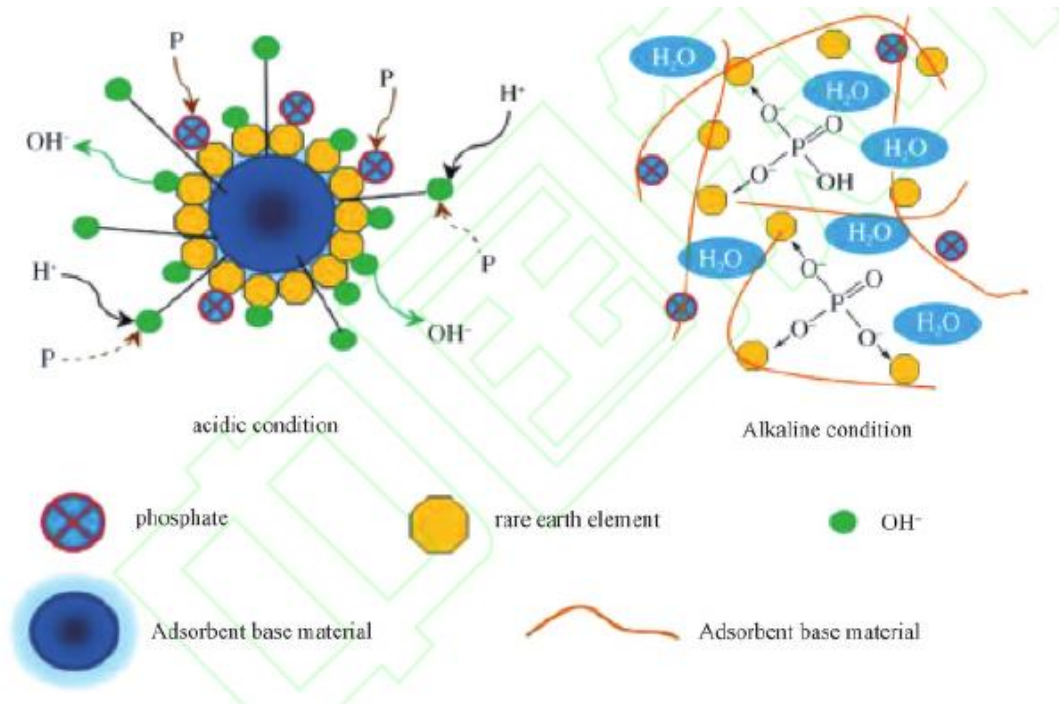 P
P
H⁺
OH⁻
H⁺
P
P
OH⁻
acidic condition
H₂O
H₂O
H₂O
H₂O
H₂O
H₂O
O⁻
O
P
O⁻
OH
O⁻
O
P
O⁻
O⁻
Alkaline condition
phosphate
rare earth element
OH⁻
Adsorbent base material
Adsorbent base material